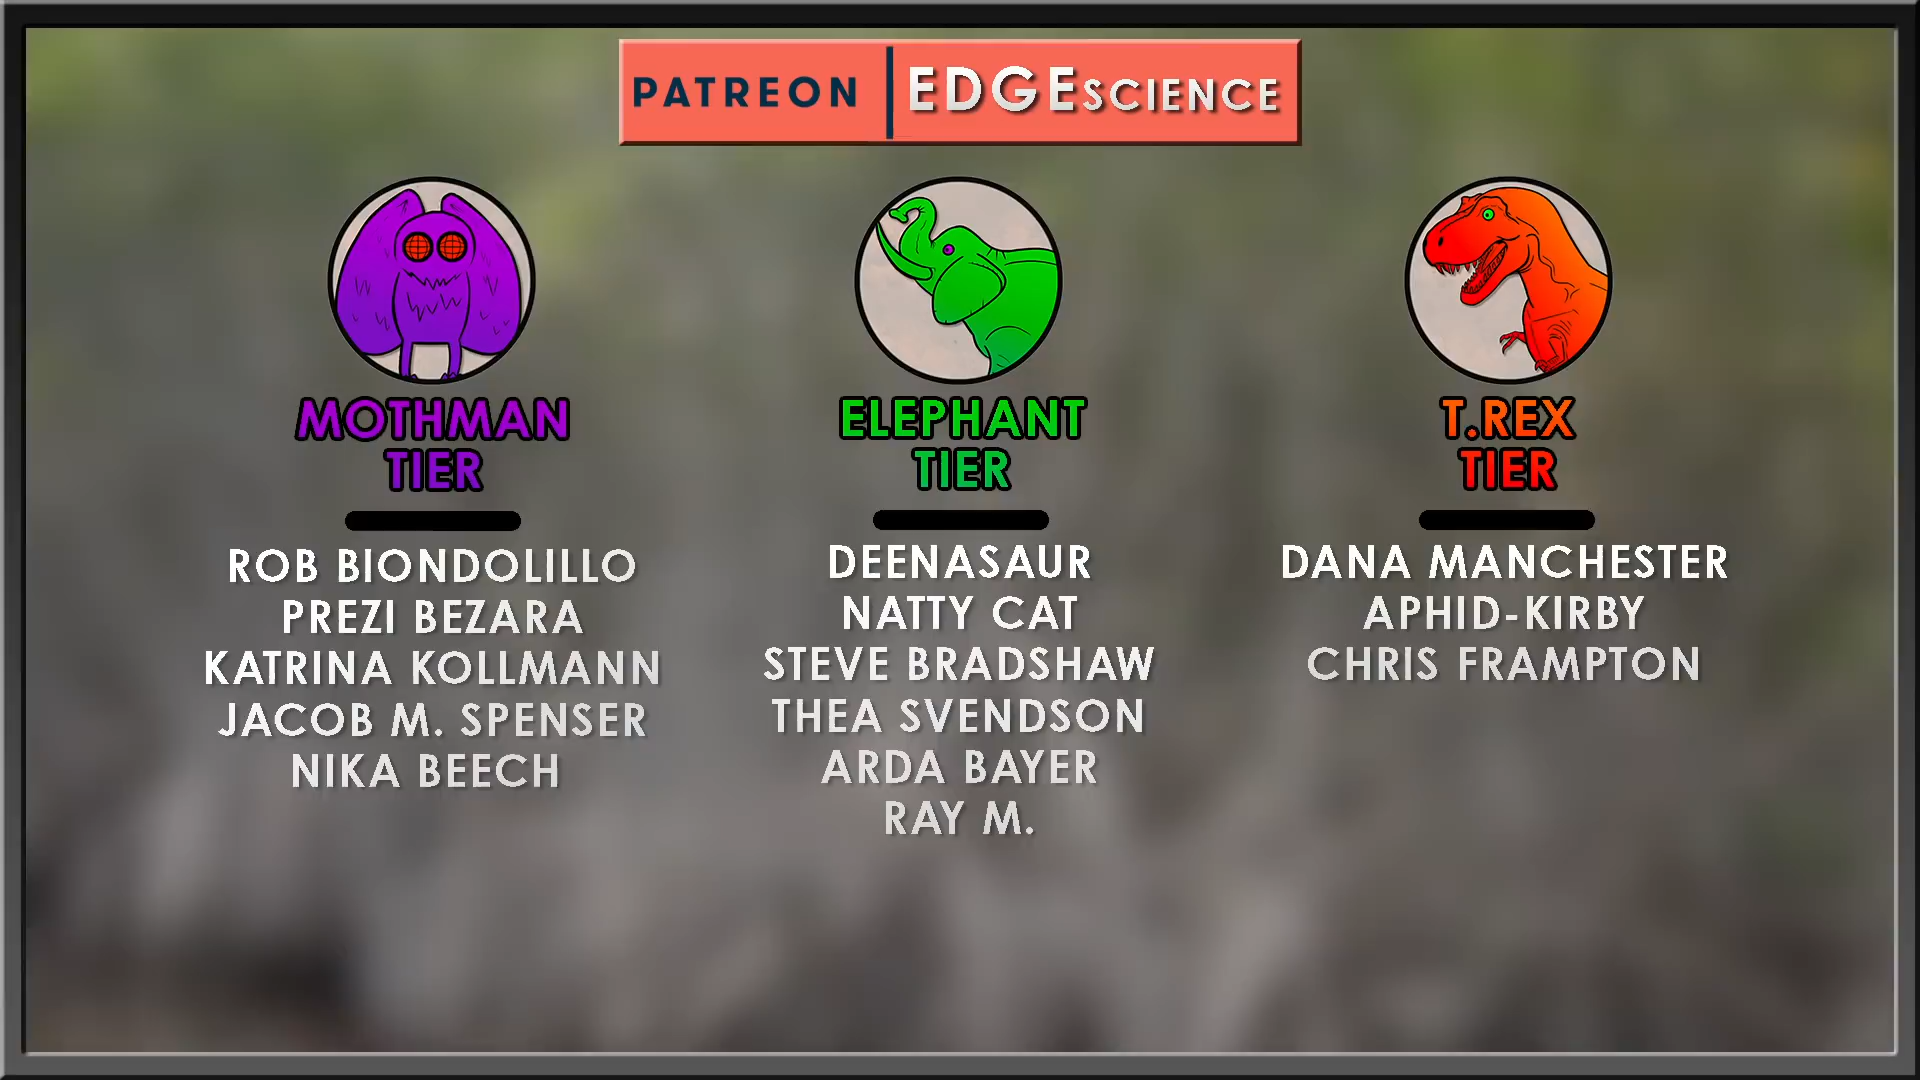 PATREON EDGESCIENCE
MOTHMAN
TIER
ROB BIONDOLILLO
PREZI BEZARA
KATRINA KOLLMANN
JACOB M. SPENSER
NIKA BEECH
ELEPHANT
TIER
DEENASAUR
NATTY CAT
STEVE BRADSHAW
THEA SVENDSON
ARDA BAYER
RAY M.
T.REX
TIER
DANA MANCHESTER
APHID-KIRBY
CHRIS FRAMPTON